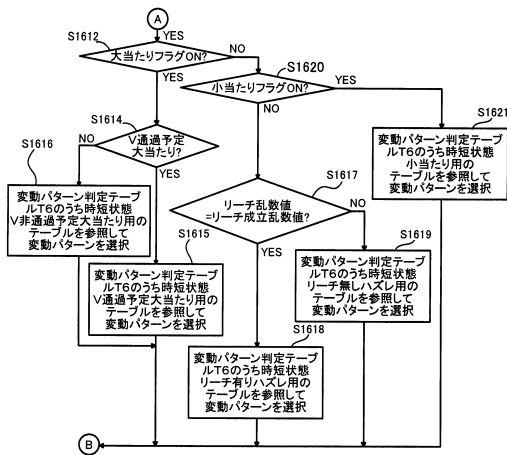 A
S1612
YES
大当たりフラグON?
NO
YES
S1620
小当たりフラグON?
YES
NO
S1621
変動パターン判定テーブ
ルT6のうち時短状態
小当たり用の
テーブルを参照して
変動パターンを選択
S1614
V通過予定
大当たり?
NO
YES
S1616
変動パターン判定テーブ
ルT6のうち時短状態
V非通過予定大当たり用の
テーブルを参照して
変動パターンを選択
S1617
リーチ乱数値
=リーチ成立乱数値?
NO
YES
S1615
変動パターン判定テーブ
ルT6のうち時短状態
V通過予定大当たり用の
テーブルを参照して
変動パターンを選択
S1619
変動パターン判定テーブ
ルT6のうち時短状態
リーチ無しハズレ用の
テーブルを参照して
変動パターンを選択
S1618
変動パターン判定テーブ
ルT6のうち時短状態
リーチ有りハズレ用の
テーブルを参照して
変動パターンを選択
B